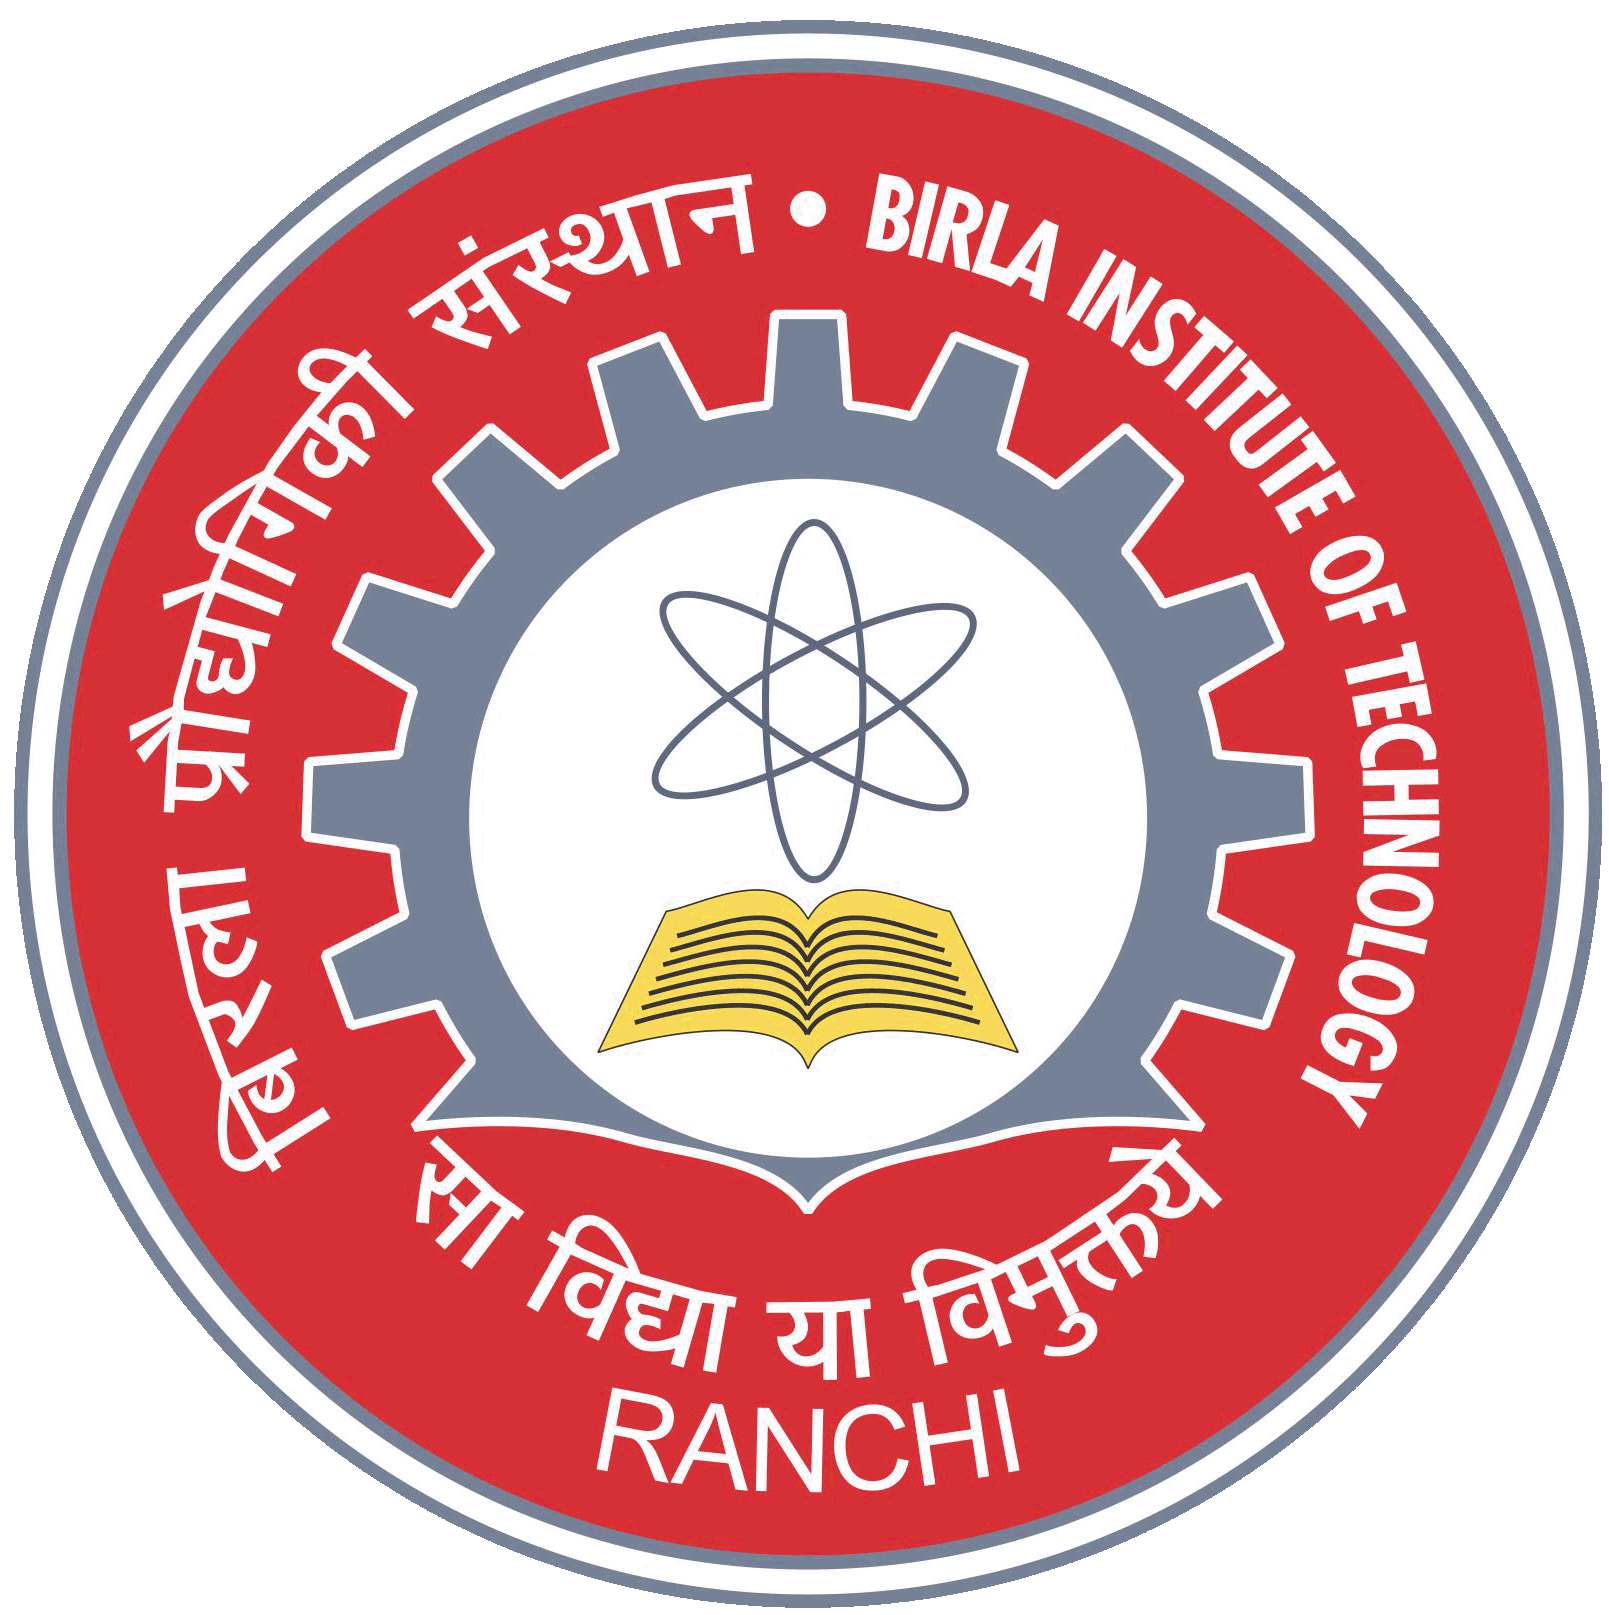 बिरला प्रौद्योगिकी संस्थान • BIRLA INSTITUTE OF TECHNOLOGY
सा विद्या या विमुक्तये
RANCHI